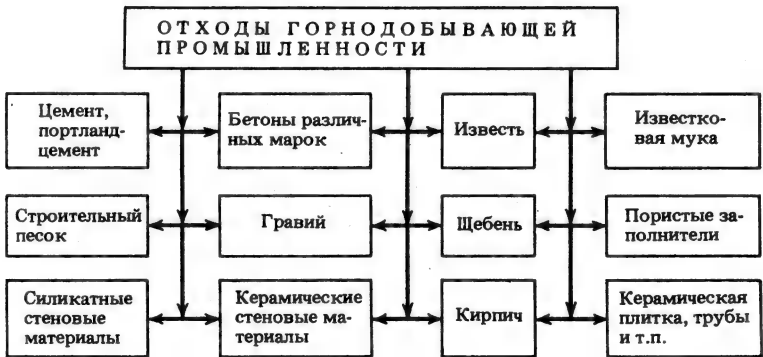 ОТХОДЫ ГОРНОДОБЫВАЮЩЕЙ
ПРОМЫШЛЕННОСТИ
Цемент,
портланд-
цемент
Бетоны различ-
ных марок
Известь
Известко-
вая мука
Строительный
песок
Гравий
Щебень
Пористые за-
полнители
Силикатные
стеновые
материалы
Керамические
стеновые ма-
териалы
Кирпич
Керамическая
плитка, трубы
и т.п.